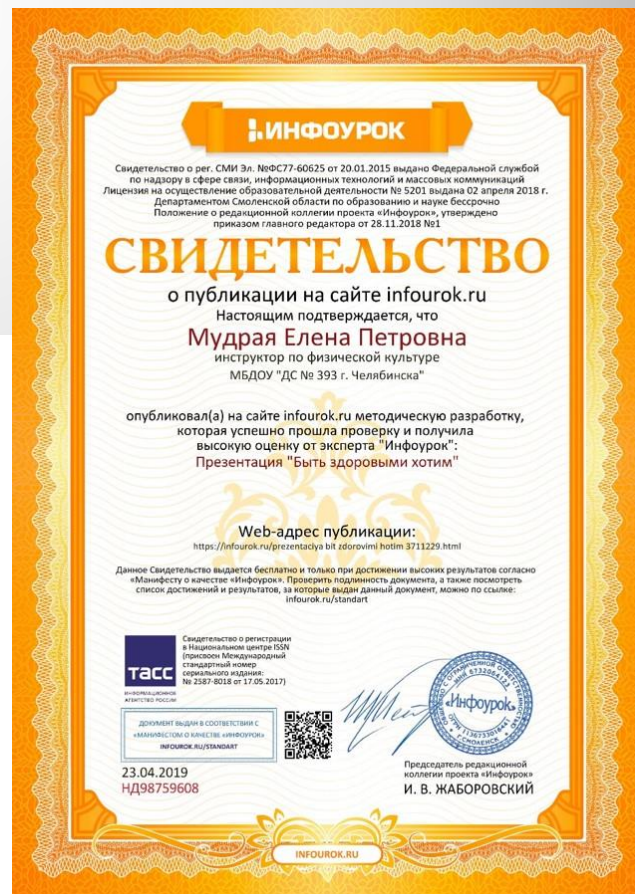 ИНФОУРОК
Свидетельство о рег. СМИ Эл. №ФС77-60625 от 20.01.2015 выдано Федеральной службой
по надзору в сфере связи, информационных технологий и массовых коммуникаций
Лицензия на осуществление образовательной деятельности № 5201 выдана 02 апреля 2018 г.
Департаментом Смоленской области по образованию и науке бессрочно
Положение о редакционной коллегии проекта «Инфоурок», утверждено
приказом главного редактора от 28.11.2018 №1
СВИДЕТЕЛЬСТВО
о публикации на сайте infourok.ru
Настоящим подтверждается, что
Мудрая Елена Петровна
инструктор по физической культуре
МБДОУ "ДС № 393 г. Челябинска"
опубликовал(а) на сайте infourok.ru методическую разработку,
которая успешно прошла проверку и получила
высокую оценку от эксперта "Инфоурок":
Презентация "Быть здоровыми хотим"
Web-адрес публикации:
https://infourok.ru/prezentaciya bit zdorovimi hotim 3711229.html
Данное Свидетельство выдается бесплатно и только при достижении высоких результатов согласно
«Манифесту о качестве «Инфоурок». Проверить подлинность документа, а также посмотреть
список достижений и результатов, за которые выдан данный документ, можно по ссылке:
infourok.ru/standart
Свидетельство о регистрации
в Национальном центре ISSN
(присвоен Международный
стандартный номер
сериального издания:
№ 2587-8018 от 17.05.2017)
ТАСС
ИНФОРМАЦИОННОЕ
АГЕНТСТВО РОССИИ
ДОКУМЕНТ ВЫДАН В СООТВЕТСТВИИ С
«МАНИФЕСТОМ О КАЧЕСТВЕ «ИНФОУРОК»
INFOUROK.RU/STANDART
23.04.2019
НД98759608
«Инфоурок»
СМОЛЕНСК
Председатель редакционной
коллегии проекта «Инфоурок»
И. В. ЖАБОРОВСКИЙ
INFOUROK.RU